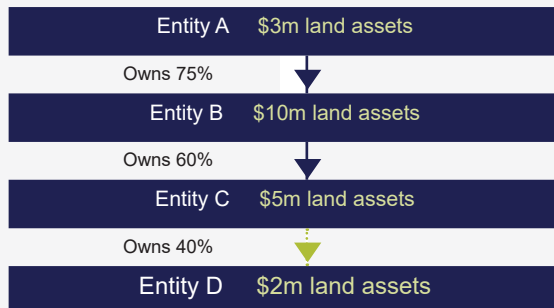 Entity A $3m land assets
Owns 75%
Entity B $10m land assets
Owns 60%
Entity C $5m land assets
Owns 40%
Entity D $2m land assets